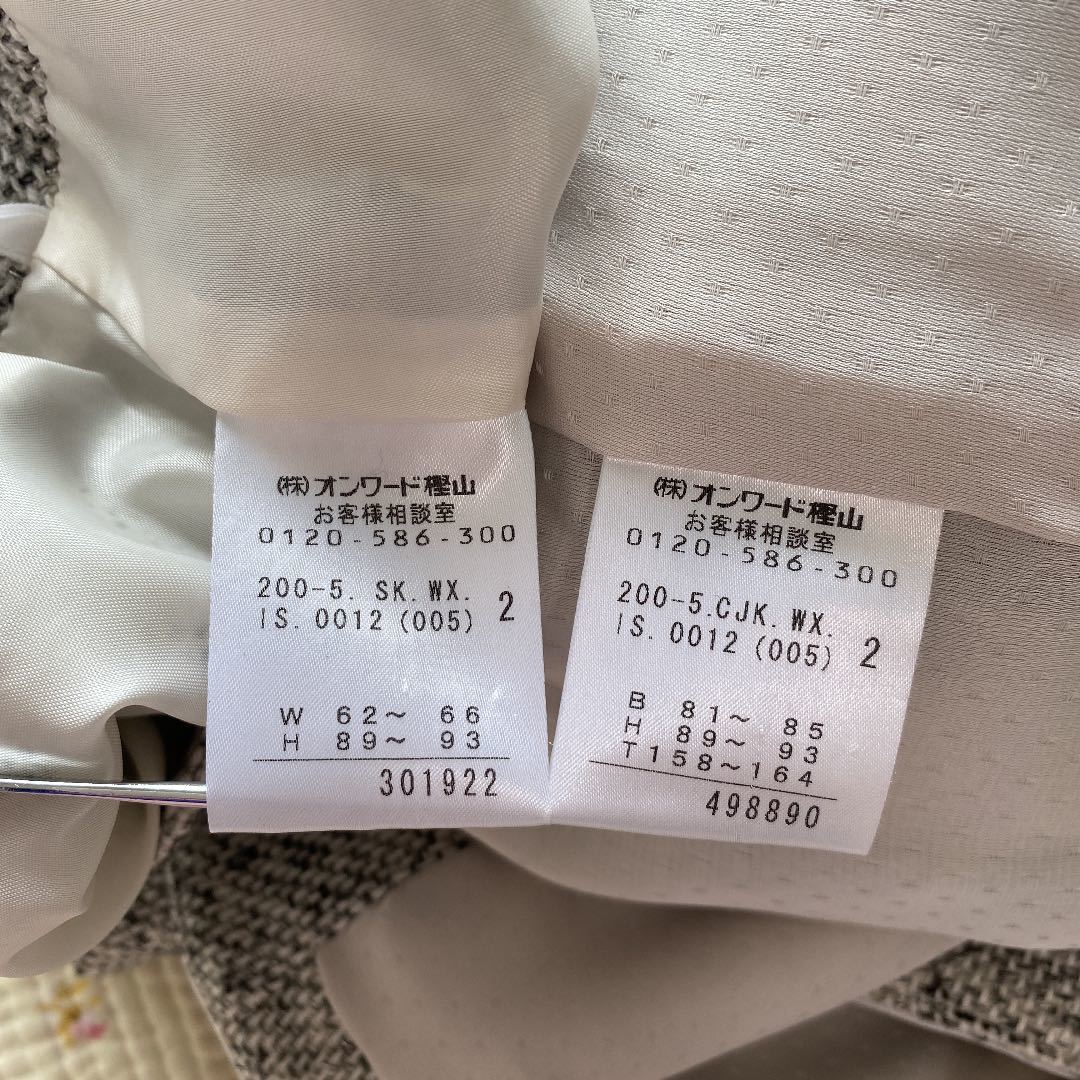 (株)オンワード樫山
お客様相談室
0120-586-300
200-5. SK. WX.
IS. 0012 (005) 2
W 62～ 66
H 89～ 93
301922
(株)オンワード樫山
お客様相談室
0120-586-300
200-5.CJK. WX.
IS. 0012 (005) 2
B 81～ 85
H 89～ 93
T158～164
498890